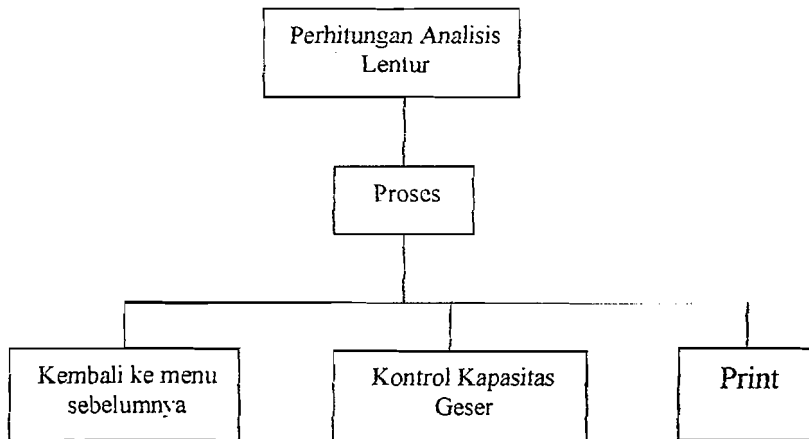 Perhitungan Analisis
Lentur
Proses
Kembali ke menu
sebelumnya
Kontrol Kapasitas
Geser
Print